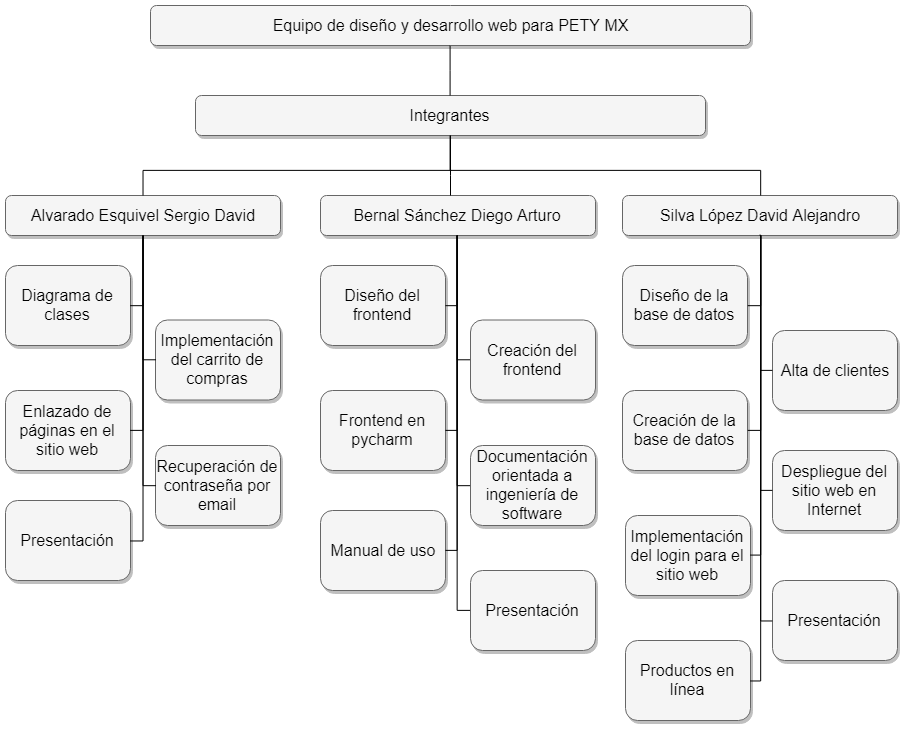 Equipo de diseño y desarrollo web para PETY MX
Integrantes
Alvarado Esquivel Sergio David
Diagrama de
clases
Implementación
del carrito de
compras
Enlazado de
páginas en el
sitio web
Recuperación de
contraseña por
email
Presentación
Bernal Sánchez Diego Arturo
Diseño del
frontend
Creación del
frontend
Frontend en
pycharm
Documentación
orientada a
ingeniería de
software
Manual de uso
Presentación
Silva López David Alejandro
Diseño de la
base de datos
Alta de clientes
Creación de la
base de datos
Despliegue del
sitio web en
Internet
Implementación
del login para el
sitio web
Presentación
Productos en
línea